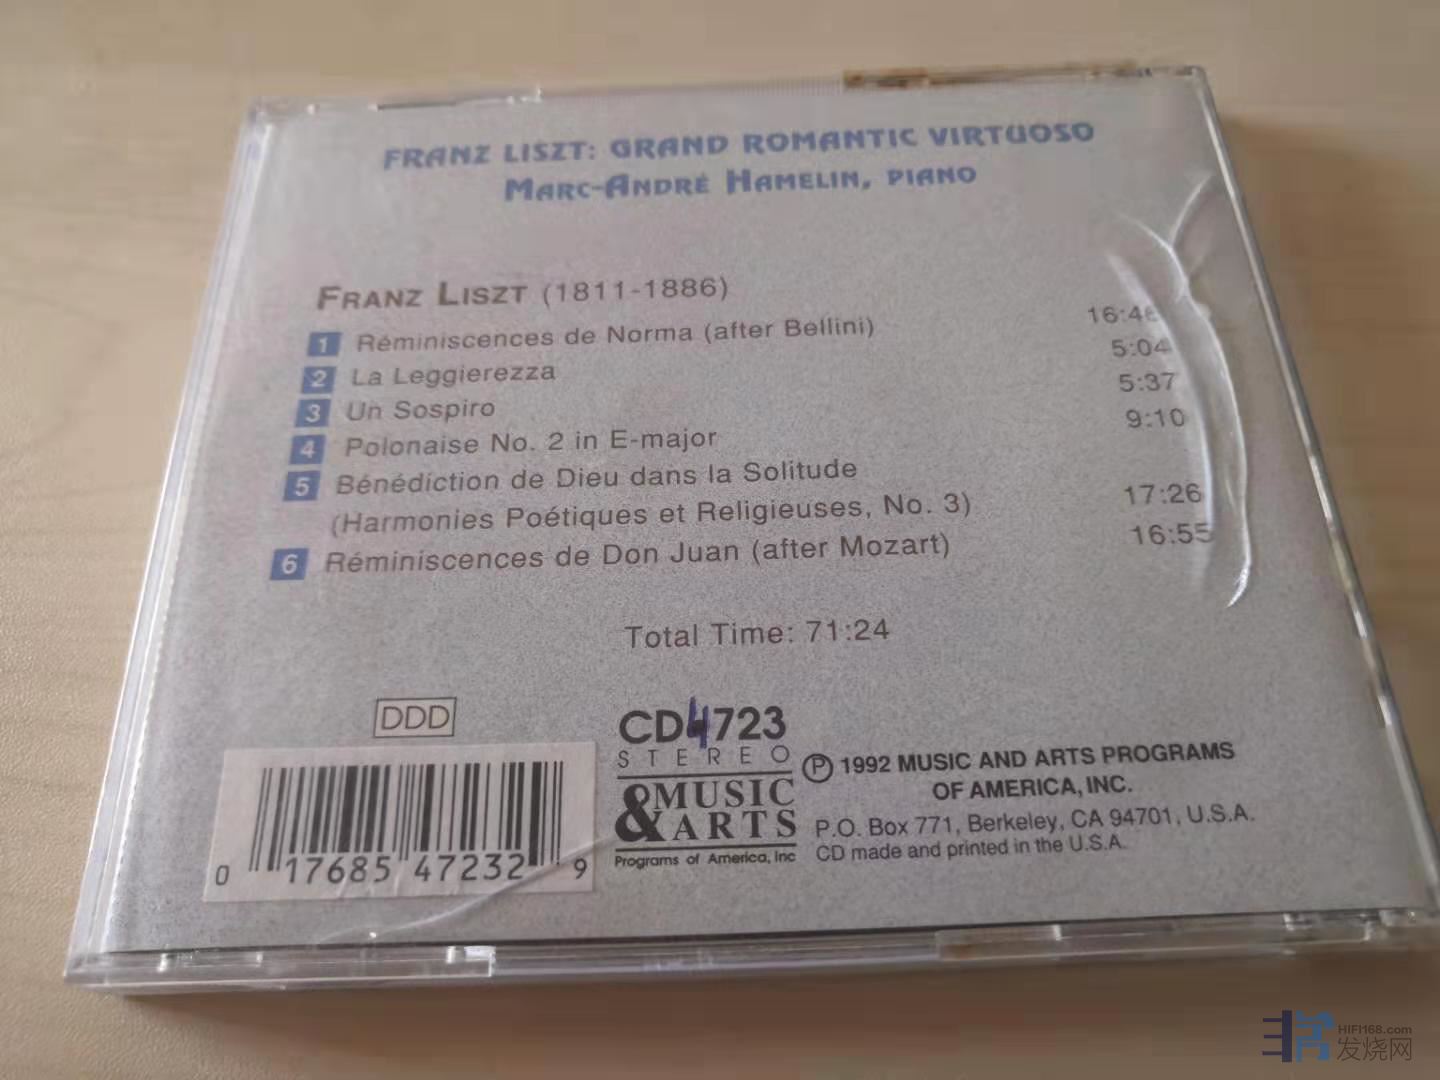 FRANZ LISZT: GRAND ROMANTIC VIRTUOSO
MARC-ANDRÉ HAMELIN, PIANO
FRANZ LISZT (1811-1886)
1 Réminiscences de Norma (after Bellini) 16:46
2 La Leggierezza 5:04
3 Un Sospiro 5:37
4 Polonaise No. 2 in E-major 9:10
5 Bénédiction de Dieu dans la Solitude
(Harmonies Poétiques et Religieuses, No. 3) 17:26
6 Réminiscences de Don Juan (after Mozart) 16:55
Total Time: 71:24
DDD
0 17685 47232 9
CD4723
STEREO
MUSIC
& ARTS
Programs of America, Inc
Ⓟ 1992 MUSIC AND ARTS PROGRAMS
OF AMERICA, INC.
P.O. Box 771, Berkeley, CA 94701, U.S.A.
CD made and printed in the U.S.A.
HIFI168.com
发烧网